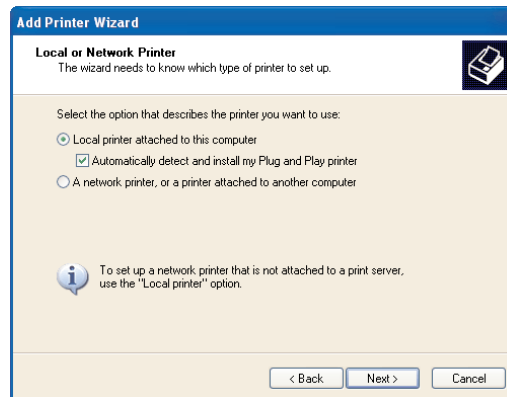 Add Printer Wizard
Local or Network Printer
The wizard needs to know which type of printer to set up.
Select the option that describes the printer you want to use:
Local printer attached to this computer
Automatically detect and install my Plug and Play printer
A network printer, or a printer attached to another computer
To set up a network printer that is not attached to a print server,
use the "Local printer" option.
< Back
Next >
Cancel